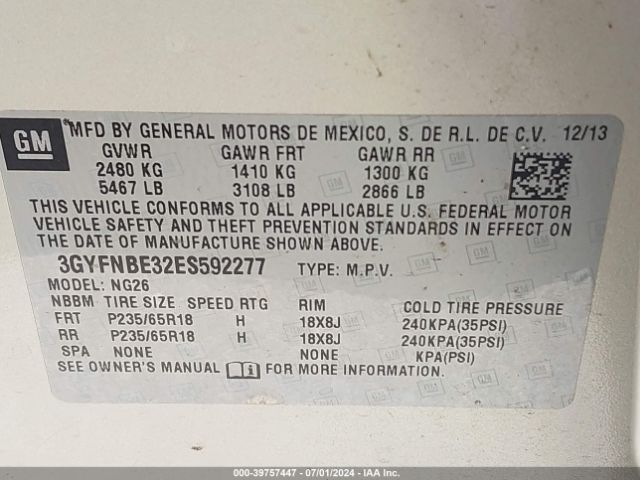 GM
MFD BY GENERAL MOTORS DE MEXICO, S. DE R.L. DE C.V. 12/13
GVWR GAWR FRT GAWR RR
2480 KG 1410 KG 1300 KG
5467 LB 3108 LB 2866 LB
THIS VEHICLE CONFORMS TO ALL APPLICABLE U.S. FEDERAL MOTOR
VEHICLE SAFETY AND THEFT PREVENTION STANDARDS IN EFFECT ON
THE DATE OF MANUFACTURE SHOWN ABOVE.
3GYFNBE32ES592277 TYPE: M.P.V.
MODEL: NG26
NBBM TIRE SIZE SPEED RTG RIM COLD TIRE PRESSURE
FRT P235/65R18 H 18X8J 240KPA(35PSI)
RR P235/65R18 H 18X8J 240KPA(35PSI)
SPA NONE NONE KPA(PSI)
SEE OWNER'S MANUAL FOR MORE INFORMATION.
000-39757447 - 07/01/2024 - IAA Inc.